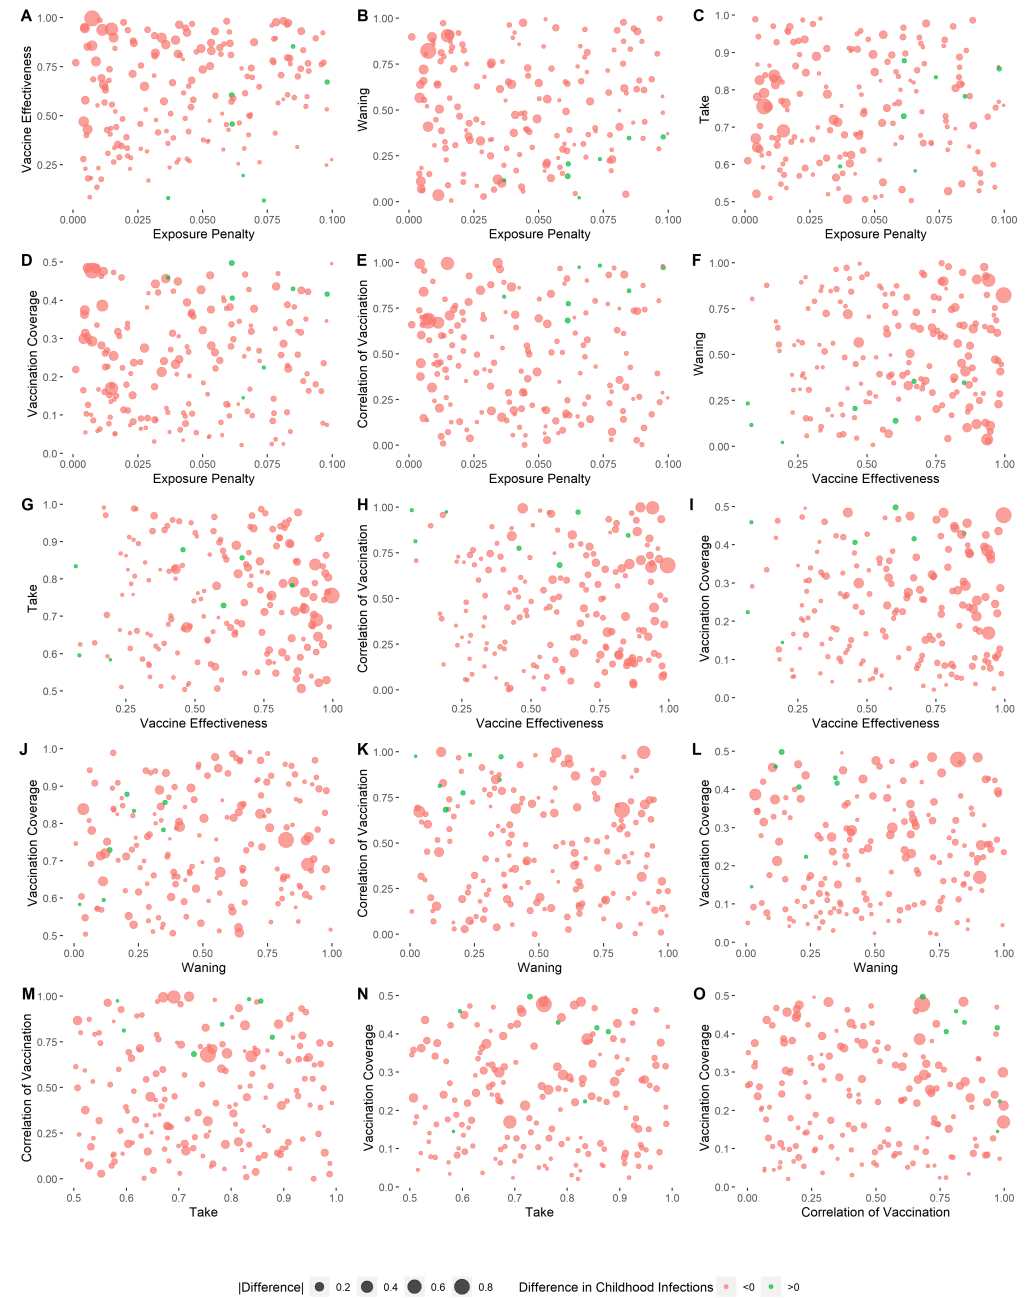 A
Vaccine Effectiveness
1.00
0.75
0.50
0.25
0.000 0.025 0.050 0.075 0.100
Exposure Penalty
B
Waning
1.00
0.75
0.50
0.25
0.00
0.000 0.025 0.050 0.075 0.100
Exposure Penalty
C
Take
1.0
0.9
0.8
0.7
0.6
0.5
0.000 0.025 0.050 0.075 0.100
Exposure Penalty
D
Vaccination Coverage
0.5
0.4
0.3
0.2
0.1
0.0
0.000 0.025 0.050 0.075 0.100
Exposure Penalty
E
Correlation of Vaccination
1.00
0.75
0.50
0.25
0.00
0.000 0.025 0.050 0.075 0.100
Exposure Penalty
F
Waning
1.00
0.75
0.50
0.25
0.00
0.25 0.50 0.75 1.00
Vaccine Effectiveness
G
Take
1.0
0.9
0.8
0.7
0.6
0.5
0.25 0.50 0.75 1.00
Vaccine Effectiveness
H
Correlation of Vaccination
1.00
0.75
0.50
0.25
0.00
0.25 0.50 0.75 1.00
Vaccine Effectiveness
I
Vaccination Coverage
0.5
0.4
0.3
0.2
0.1
0.0
0.25 0.50 0.75 1.00
Vaccine Effectiveness
J
Vaccination Coverage
1.0
0.9
0.8
0.7
0.6
0.5
0.00 0.25 0.50 0.75 1.00
Waning
K
Correlation of Vaccination
1.00
0.75
0.50
0.25
0.00
0.00 0.25 0.50 0.75 1.00
Waning
L
Vaccination Coverage
0.5
0.4
0.3
0.2
0.1
0.0
0.00 0.25 0.50 0.75 1.00
Waning
M
Correlation of Vaccination
1.00
0.75
0.50
0.25
0.00
0.5 0.6 0.7 0.8 0.9 1.0
Take
N
Vaccination Coverage
0.5
0.4
0.3
0.2
0.1
0.0
0.5 0.6 0.7 0.8 0.9 1.0
Take
O
Vaccination Coverage
0.5
0.4
0.3
0.2
0.1
0.0
0.00 0.25 0.50 0.75 1.00
Correlation of Vaccination
|Difference| 0.2 0.4 0.6 0.8 Difference in Childhood Infections <0 >0